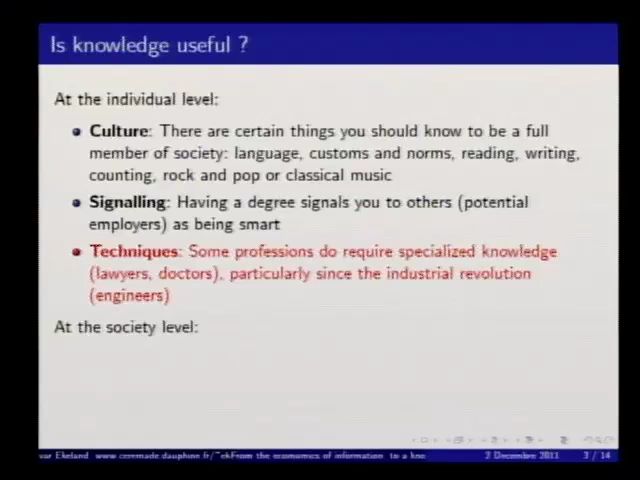 Is knowledge useful ?
At the individual level:
Culture: There are certain things you should know to be a full
member of society: language, customs and norms, reading, writing,
counting, rock and pop or classical music
Signalling: Having a degree signals you to others (potential
employers) as being smart
Techniques: Some professions do require specialized knowledge
(lawyers, doctors), particularly since the industrial revolution
(engineers)
At the society level:
var Ekeland www.ceremade.dauphine.fr/~ekFrom the economics of information to a kno 2 Decembre 2011 3 / 14